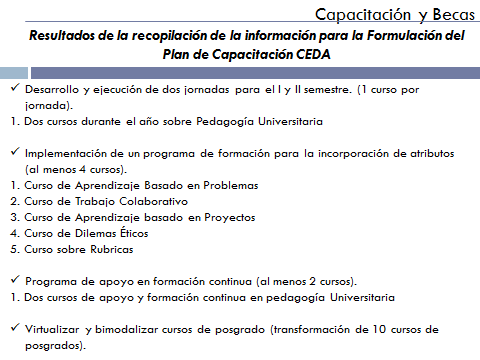 Capacitación y Becas
Resultados de la recopilación de la información para la Formulación del
Plan de Capacitación CEDA
✓ Desarrollo y ejecución de dos jornadas para el I y II semestre. (1 curso por
jornada).
1. Dos cursos durante el año sobre Pedagogía Universitaria
✓ Implementación de un programa de formación para la incorporación de atributos
(al menos 4 cursos).
1. Curso de Aprendizaje Basado en Problemas
2. Curso de Trabajo Colaborativo
3. Curso de Aprendizaje basado en Proyectos
4. Curso de Dilemas Éticos
5. Curso sobre Rubricas
✓ Programa de apoyo en formación continua (al menos 2 cursos).
1. Dos cursos de apoyo y formación continua en pedagogía Universitaria
✓ Virtualizar y bimodalizar cursos de posgrado (transformación de 10 cursos de
posgrados).